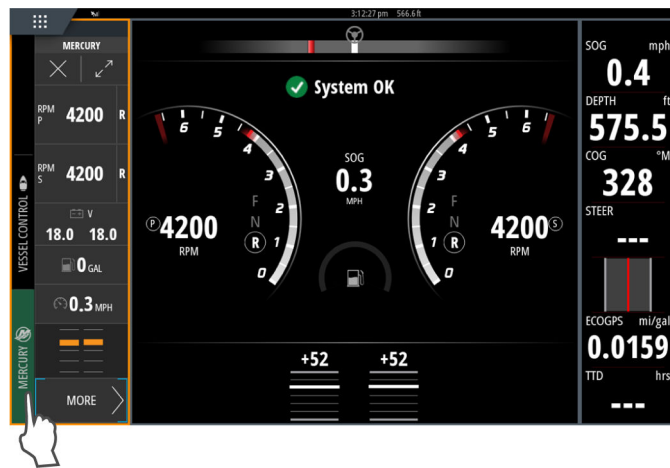 3:12:27 pm 566.6 ft
MERCURY
RPM P 4200 R
RPM S 4200 R
V
18.0 18.0
0 GAL
0.3 MPH
MORE
VESSEL CONTROL
MERCURY
System OK
6 5 4 3 2 1 0
F
N
R
P 4200
RPM
SOG
0.3
MPH
6 5 4 3 2 1 0
F
N
R
4200 S
RPM
+52 +52
SOG mph
0.4
DEPTH ft
575.5
COG °M
328
STEER
---
ECOGPS mi/gal
0.0159
TTD hrs
---